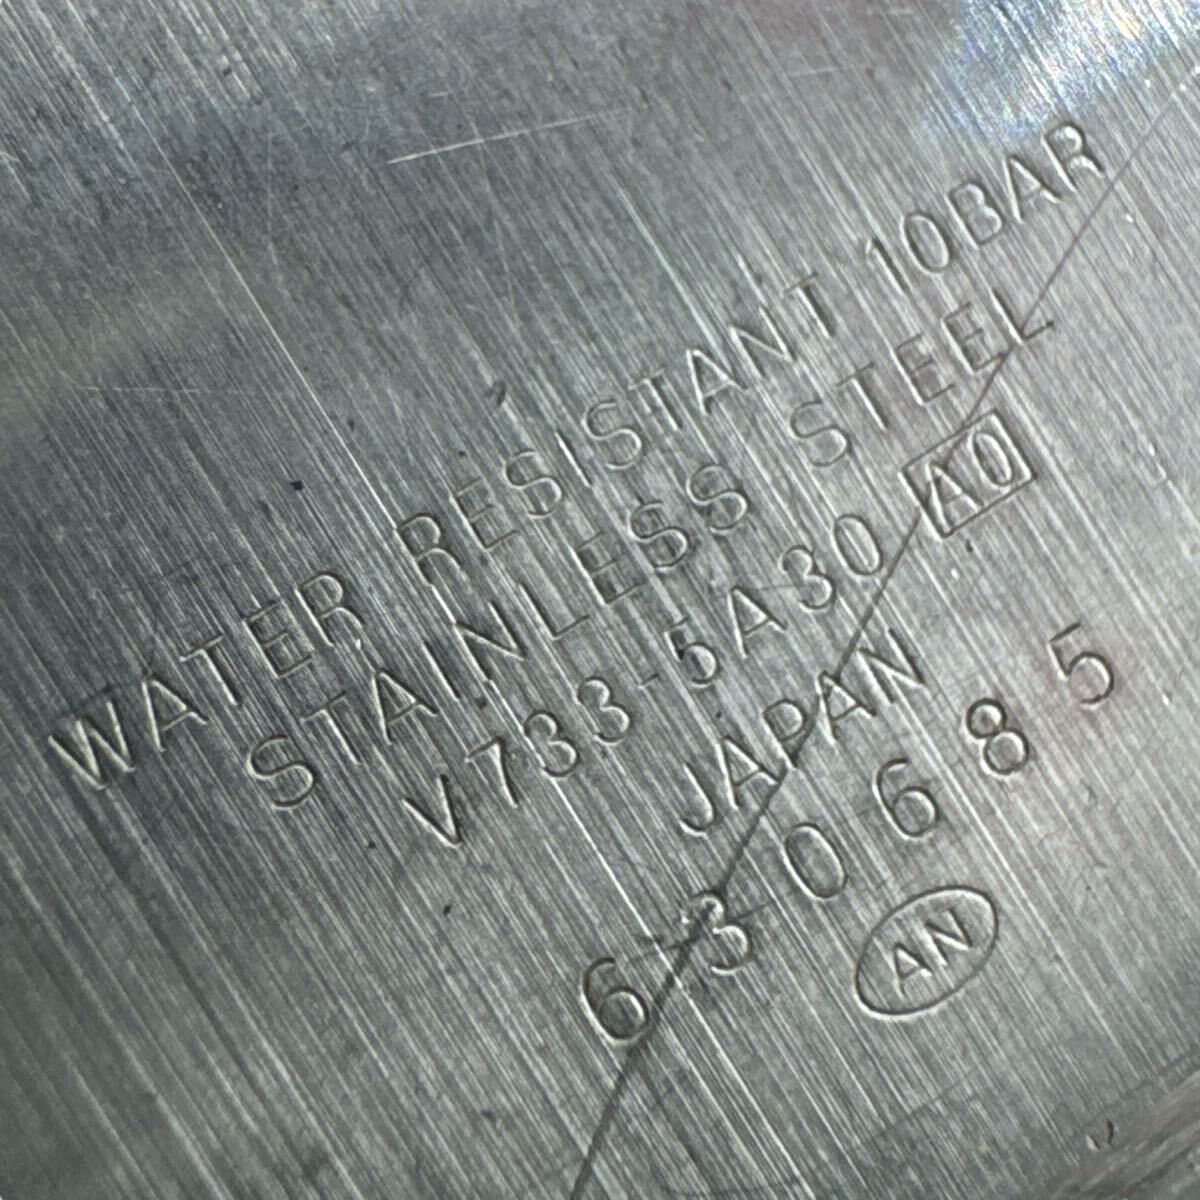 WATER RESISTANT 10BAR
STAINLESS STEEL
V733-5A30 A0
JAPAN
630685
AN